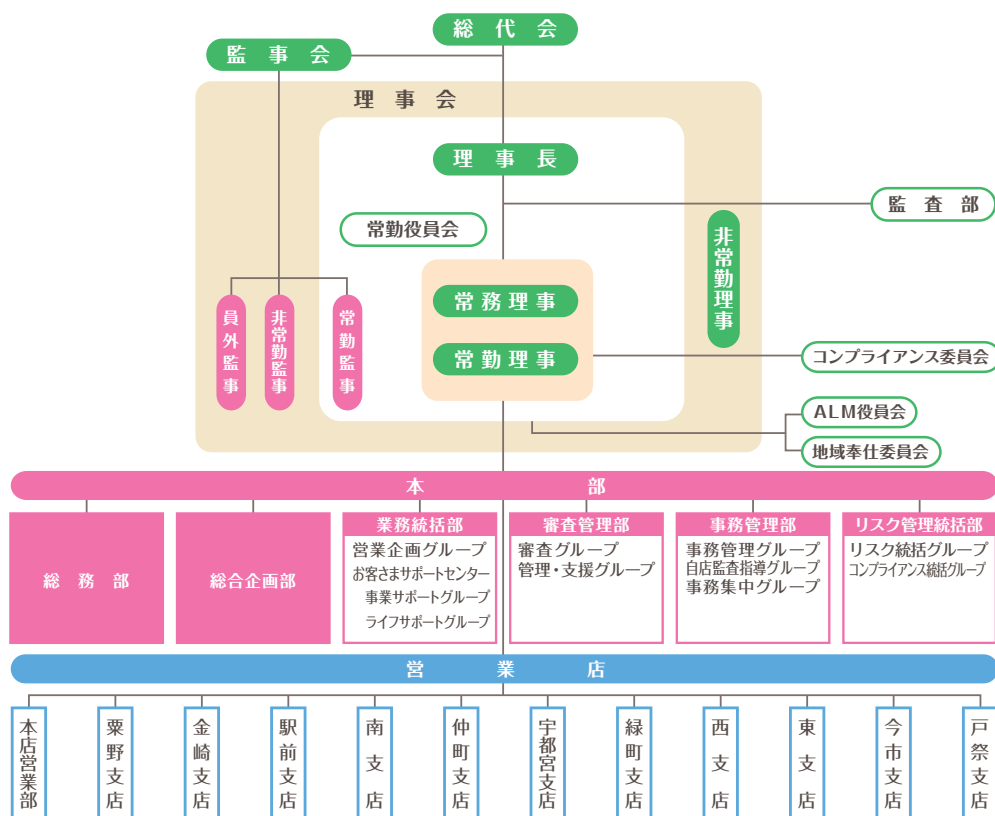 総代会
監事会
理事会
理事長
監査部
常勤役員会
非常勤理事
常務理事
員外監事
非常勤監事
常勤監事
常勤理事
コンプライアンス委員会
ALM役員会
地域奉仕委員会
本部
総務部
総合企画部
業務統括部
営業企画グループ
お客さまサポートセンター
事業サポートグループ
ライフサポートグループ
審査管理部
審査グループ
管理・支援グループ
事務管理部
事務管理グループ
自店監査指導グループ
事務集中グループ
リスク管理統括部
リスク統括グループ
コンプライアンス統括グループ
営業店
本店営業部
粟野支店
金崎支店
駅前支店
南支店
仲町支店
宇都宮支店
緑町支店
西支店
東支店
今市支店
戸祭支店